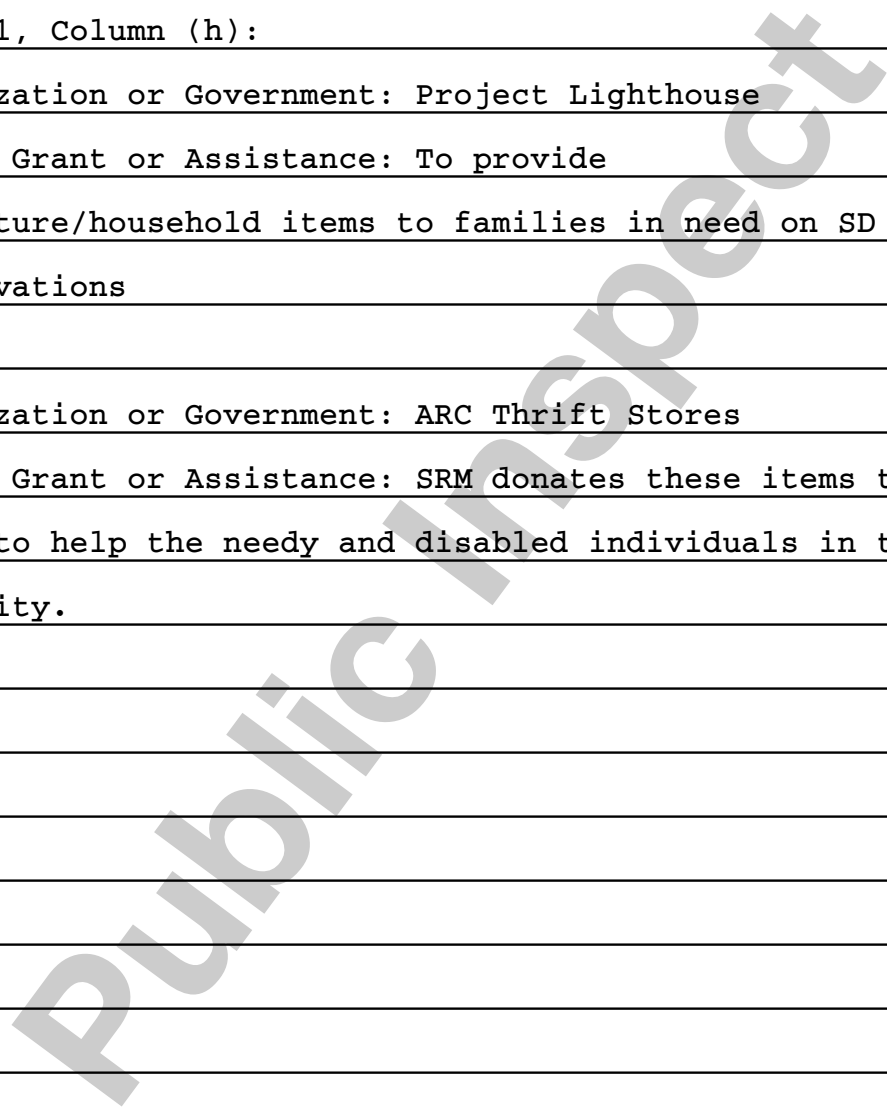 1, Column (h):
zation or Government: Project Lighthouse
Grant or Assistance: To provide
ture/household items to families in need on SD
vations
zation or Government: ARC Thrift Stores
Grant or Assistance: SRM donates these items t
to help the needy and disabled individuals in t
ity.
Public Inspect